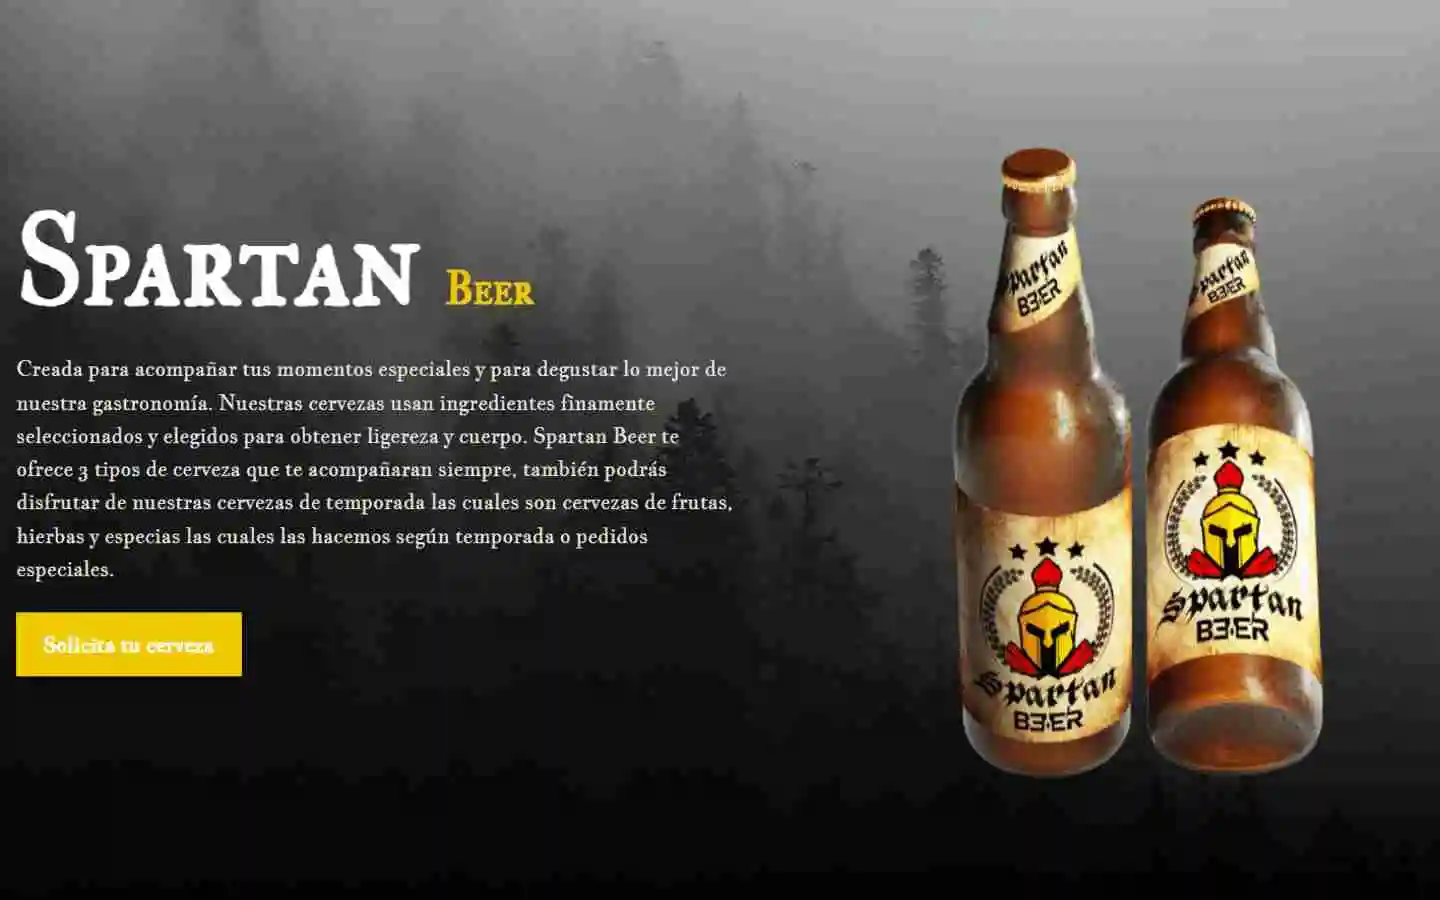 Spartan Beer
Creada para acompañar tus momentos especiales y para degustar lo mejor de
nuestra gastronomía. Nuestras cervezas usan ingredientes finamente
seleccionados y elegidos para obtener ligereza y cuerpo. Spartan Beer te
ofrece 3 tipos de cerveza que te acompañaran siempre, también podrás
disfrutar de nuestras cervezas de temporada las cuales son cervezas de frutas,
hierbas y especias las cuales las hacemos según temporada o pedidos
especiales.
Solicita tu cerveza
Spartan
BEER
Spartan
BEER
Spartan
BEER
Spartan
BEER